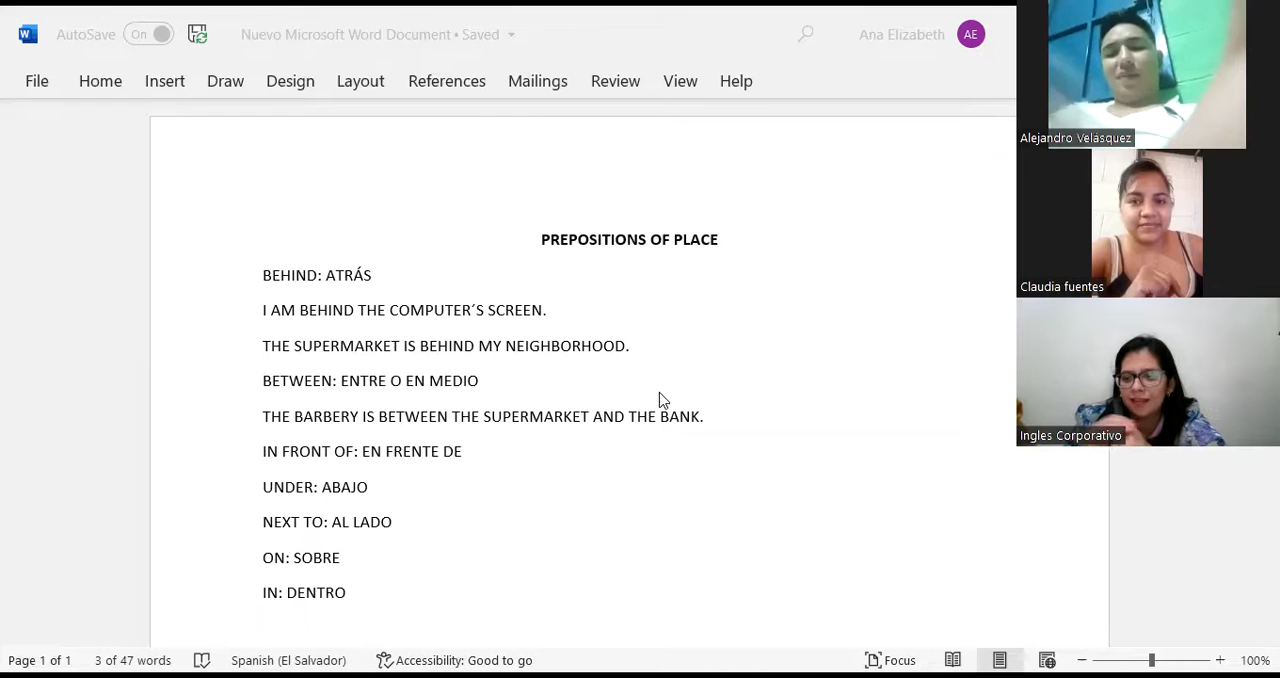 AutoSave On Nuevo Microsoft Word Document • Saved Ana Elizabeth AE
File Home Insert Draw Design Layout References Mailings Review View Help
PREPOSITIONS OF PLACE
BEHIND: ATRÁS
I AM BEHIND THE COMPUTER´S SCREEN.
THE SUPERMARKET IS BEHIND MY NEIGHBORHOOD.
BETWEEN: ENTRE O EN MEDIO
THE BARBERY IS BETWEEN THE SUPERMARKET AND THE BANK.
IN FRONT OF: EN FRENTE DE
UNDER: ABAJO
NEXT TO: AL LADO
ON: SOBRE
IN: DENTRO
Page 1 of 1 3 of 47 words Spanish (El Salvador) Accessibility: Good to go Focus 100%
Alejandro Velásquez
Claudia fuentes
Ingles Corporativo